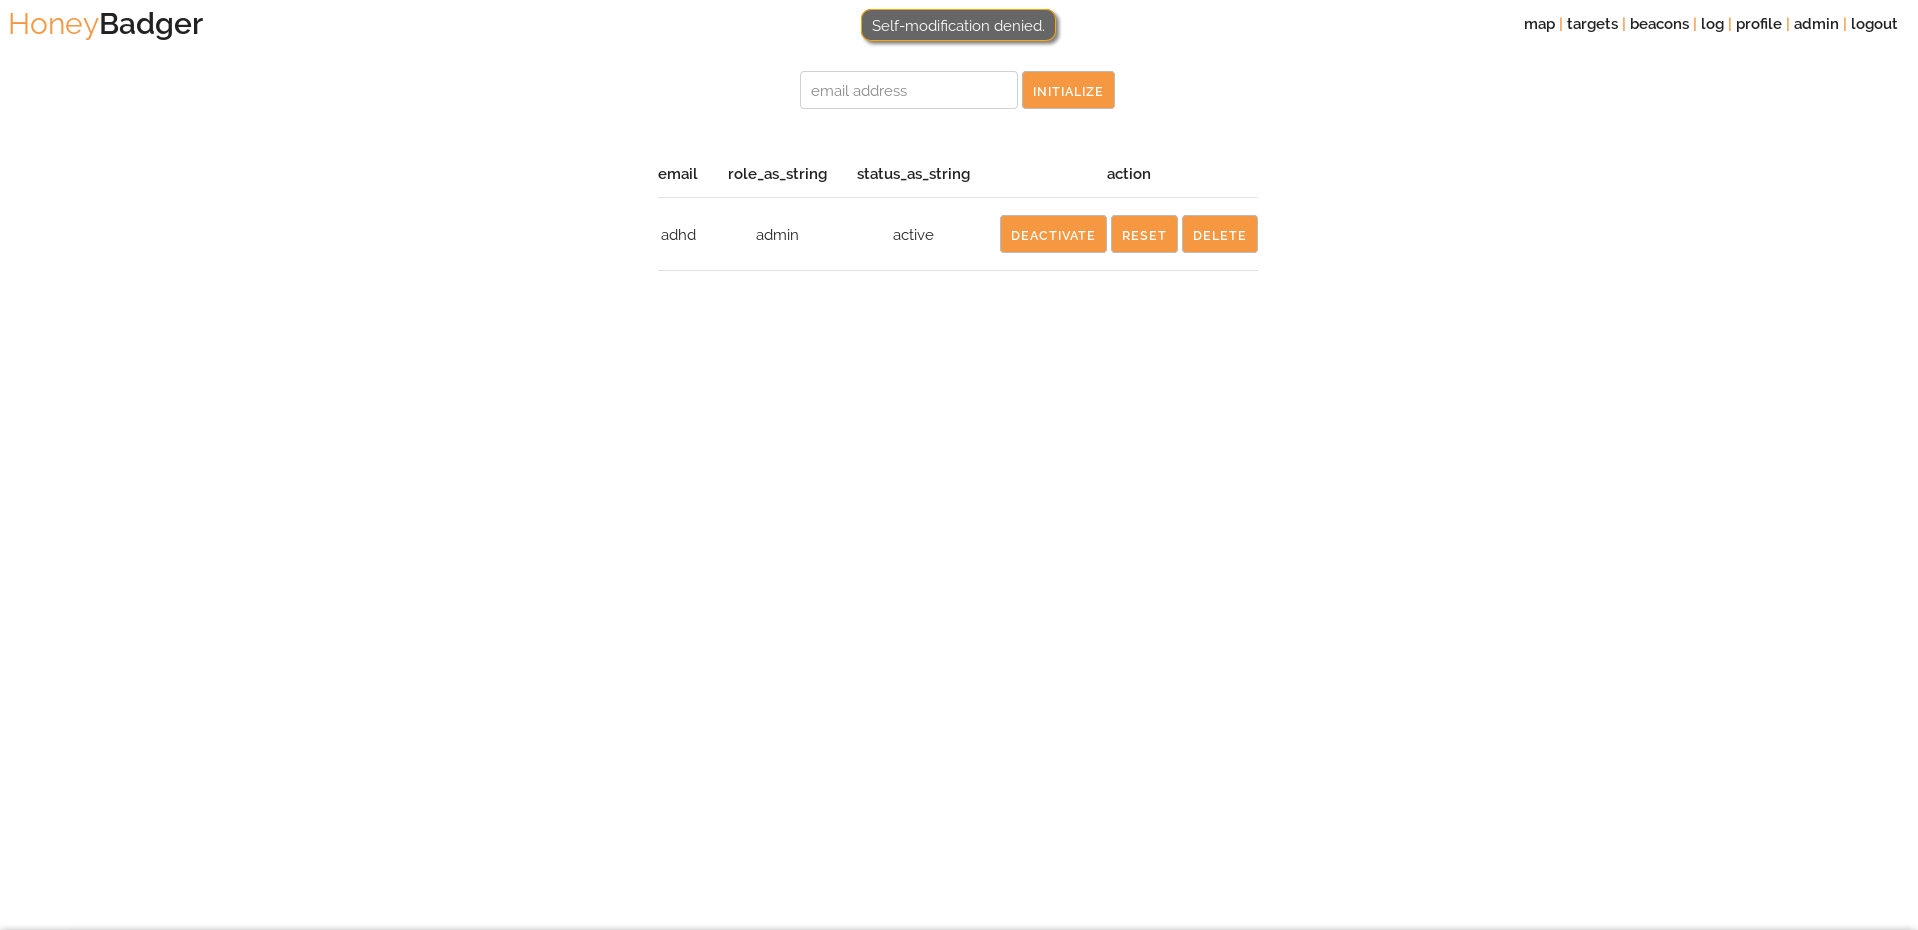 HoneyBadger
Self-modification denied.
map | targets | beacons | log | profile | admin | logout
email address INITIALIZE
email role_as_string status_as_string action
adhd admin active DEACTIVATE RESET DELETE